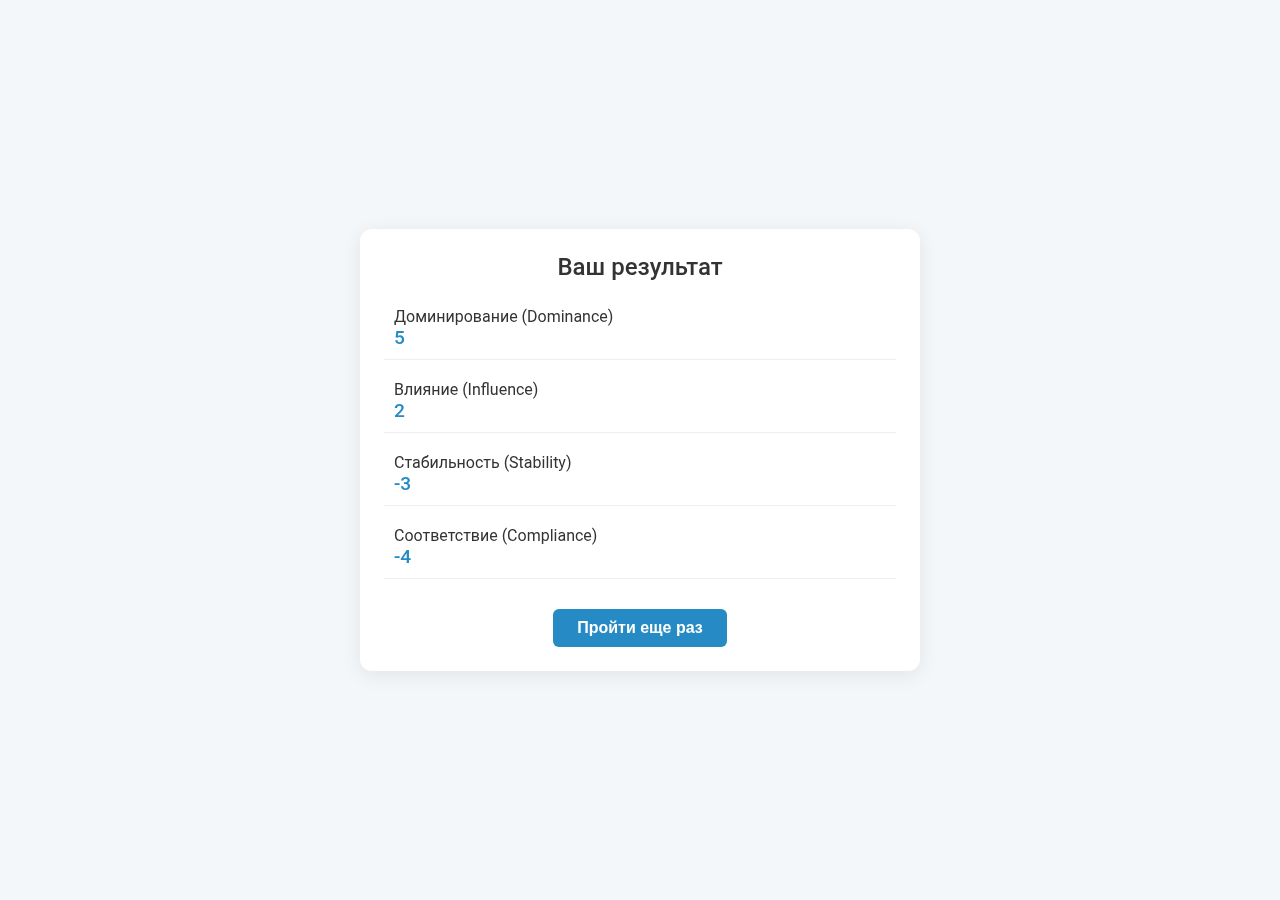 Ваш результат
Доминирование (Dominance)
5
Влияние (Influence)
2
Стабильность (Stability)
-3
Соответствие (Compliance)
-4
Пройти еще раз